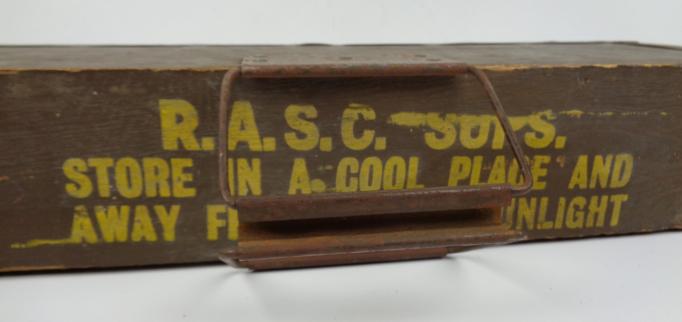 R.A.S.C. SUPS.
STORE IN A COOL PLACE AND
AWAY